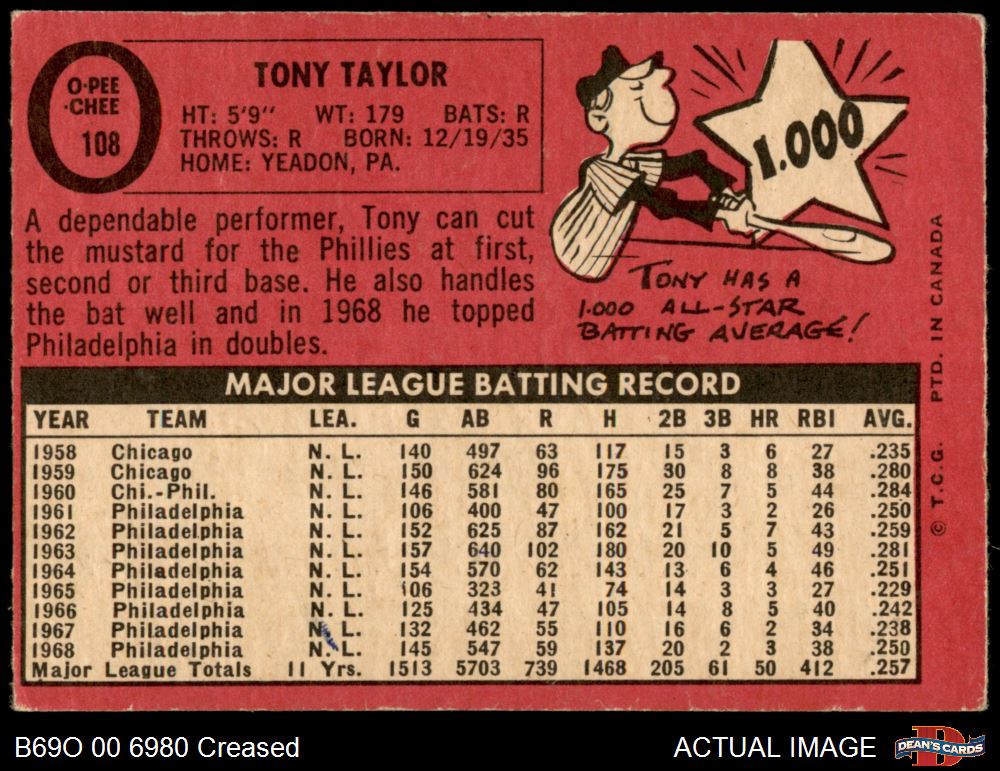 O-PEE
-CHEE
108
TONY TAYLOR
HT: 5'9" WT: 179 BATS: R
THROWS: R BORN: 12/19/35
HOME: YEADON, PA.
A dependable performer, Tony can cut
the mustard for the Phillies at first,
second or third base. He also handles
the bat well and in 1968 he topped
Philadelphia in doubles.
1.000
TONY HAS A
1.000 ALL-STAR
BATTING AVERAGE!
MAJOR LEAGUE BATTING RECORD
YEAR TEAM LEA. G AB R H 2B 3B HR RBI AVG.
1958 Chicago N. L. 140 497 63 117 15 3 6 27 .235
1959 Chicago N. L. 150 624 96 175 30 8 8 38 .280
1960 Chi.-Phil. N. L. 146 581 80 165 25 7 5 44 .284
1961 Philadelphia N. L. 106 400 47 100 17 3 2 26 .250
1962 Philadelphia N. L. 152 625 87 162 21 5 7 43 .259
1963 Philadelphia N. L. 157 640 102 180 20 10 5 49 .281
1964 Philadelphia N. L. 154 570 62 143 13 6 4 46 .251
1965 Philadelphia N. L. 106 323 41 74 14 3 3 27 .229
1966 Philadelphia N. L. 125 434 47 105 14 8 5 40 .242
1967 Philadelphia N. L. 132 462 55 110 16 6 2 34 .238
1968 Philadelphia N. L. 145 547 59 137 20 2 3 38 .250
Major League Totals 11 Yrs. 1513 5703 739 1468 205 61 50 412 .257
© T.C.G. PTD. IN CANADA
B69O 00 6980 Creased
ACTUAL IMAGE
D
DEAN'S CARDS